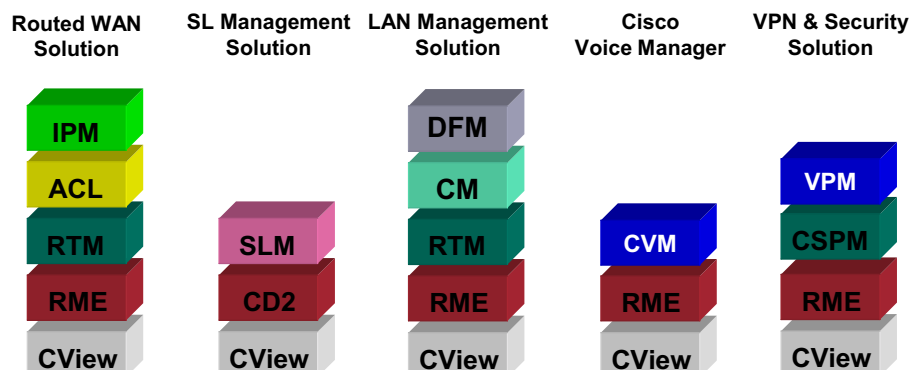 Routed WAN
Solution
SL Management
Solution
LAN Management
Solution
Cisco
Voice Manager
VPN & Security
Solution
IPM
ACL
RTM
RME
CView
SLM
CD2
CView
DFM
CM
RTM
RME
CView
CVM
RME
CView
VPM
CSPM
RME
CView